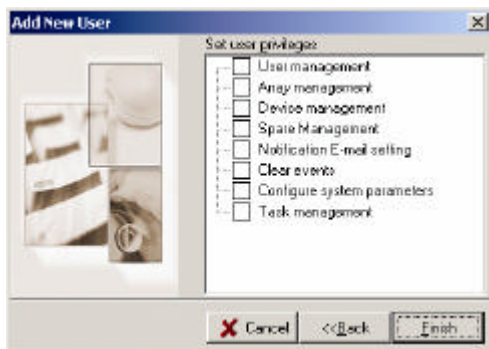 Add New User
Set user privileges
User management
Array management
Device management
Spare Management
Notification E-mail setting
Clear events
Configure system parameters
Task management
Cancel
<<Back
Finish